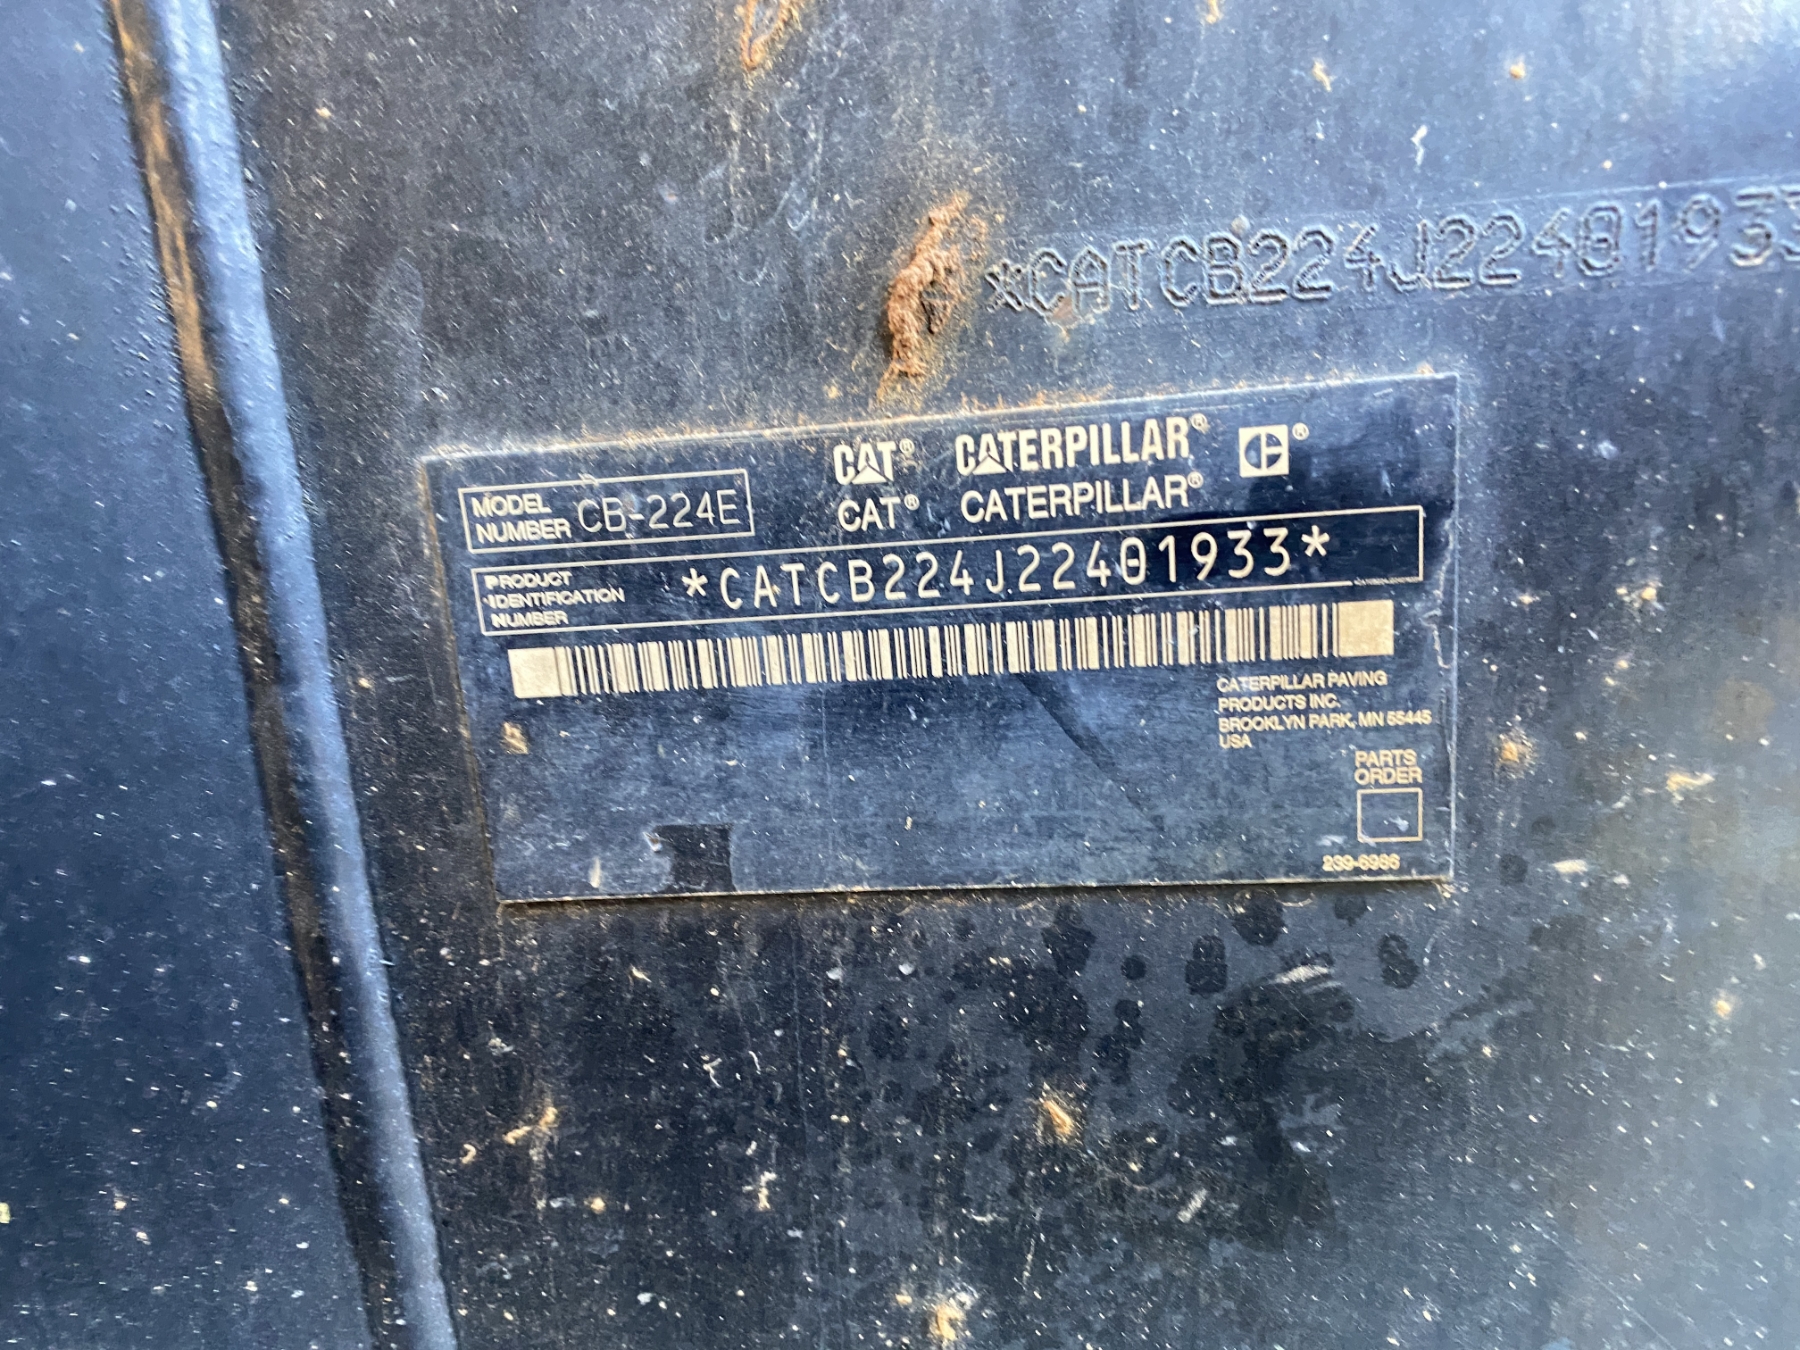 *CATCB224J22401933
CAT® CATERPILLAR® ®
MODEL NUMBER CB-224E
CAT® CATERPILLAR®
PRODUCT
IDENTIFICATION
NUMBER
*CATCB224J22401933*
CATERPILLAR PAVING
PRODUCTS INC.
BROOKLYN PARK, MN 55445
USA
PARTS
ORDER
239-6986